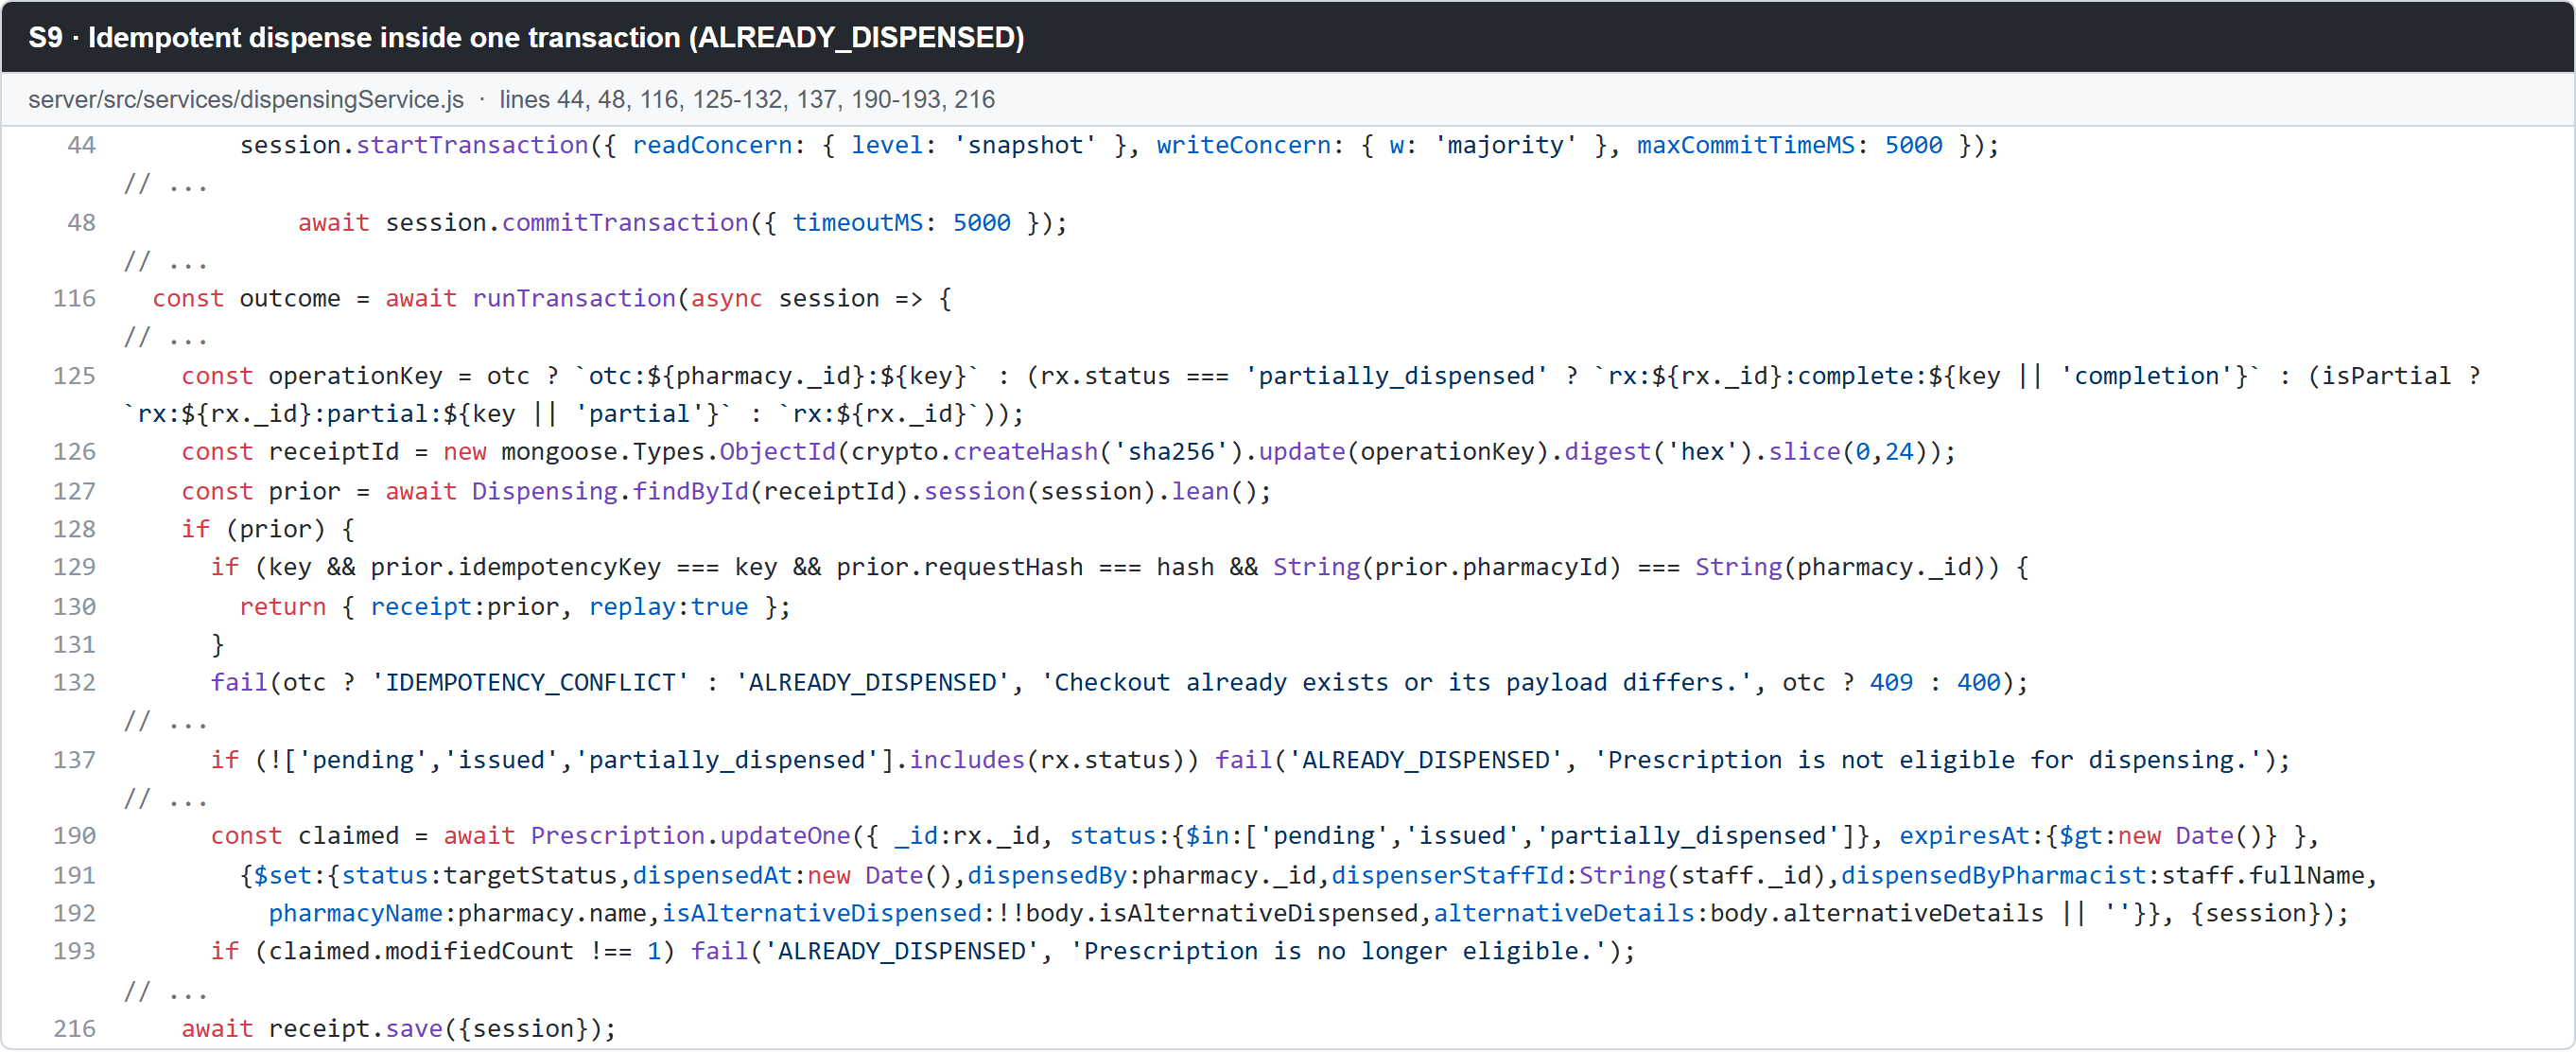 S9 · Idempotent dispense inside one transaction (ALREADY_DISPENSED)
server/src/services/dispensingService.js · lines 44, 48, 116, 125-132, 137, 190-193, 216
44 session.startTransaction({ readConcern: { level: 'snapshot' }, writeConcern: { w: 'majority' }, maxCommitTimeMS: 5000 });
// ...
48 await session.commitTransaction({ timeoutMS: 5000 });
// ...
116 const outcome = await runTransaction(async session => {
// ...
125 const operationKey = otc ? `otc:${pharmacy._id}:${key}` : (rx.status === 'partially_dispensed' ? `rx:${rx._id}:complete:${key || 'completion'}` : (isPartial ?
`rx:${rx._id}:partial:${key || 'partial'}` : `rx:${rx._id}`));
126 const receiptId = new mongoose.Types.ObjectId(crypto.createHash('sha256').update(operationKey).digest('hex').slice(0,24));
127 const prior = await Dispensing.findById(receiptId).session(session).lean();
128 if (prior) {
129 if (key && prior.idempotencyKey === key && prior.requestHash === hash && String(prior.pharmacyId) === String(pharmacy._id)) {
130 return { receipt:prior, replay:true };
131 }
132 fail(otc ? 'IDEMPOTENCY_CONFLICT' : 'ALREADY_DISPENSED', 'Checkout already exists or its payload differs.', otc ? 409 : 400);
// ...
137 if (!['pending','issued','partially_dispensed'].includes(rx.status)) fail('ALREADY_DISPENSED', 'Prescription is not eligible for dispensing.');
// ...
190 const claimed = await Prescription.updateOne({ _id:rx._id, status:{$in:['pending','issued','partially_dispensed']}, expiresAt:{$gt:new Date()} },
191 {$set:{status:targetStatus,dispensedAt:new Date(),dispensedBy:pharmacy._id,dispenserStaffId:String(staff._id),dispensedByPharmacist:staff.fullName,
192 pharmacyName:pharmacy.name,isAlternativeDispensed:!!body.isAlternativeDispensed,alternativeDetails:body.alternativeDetails || ''}}, {session});
193 if (claimed.modifiedCount !== 1) fail('ALREADY_DISPENSED', 'Prescription is no longer eligible.');
// ...
216 await receipt.save({session});